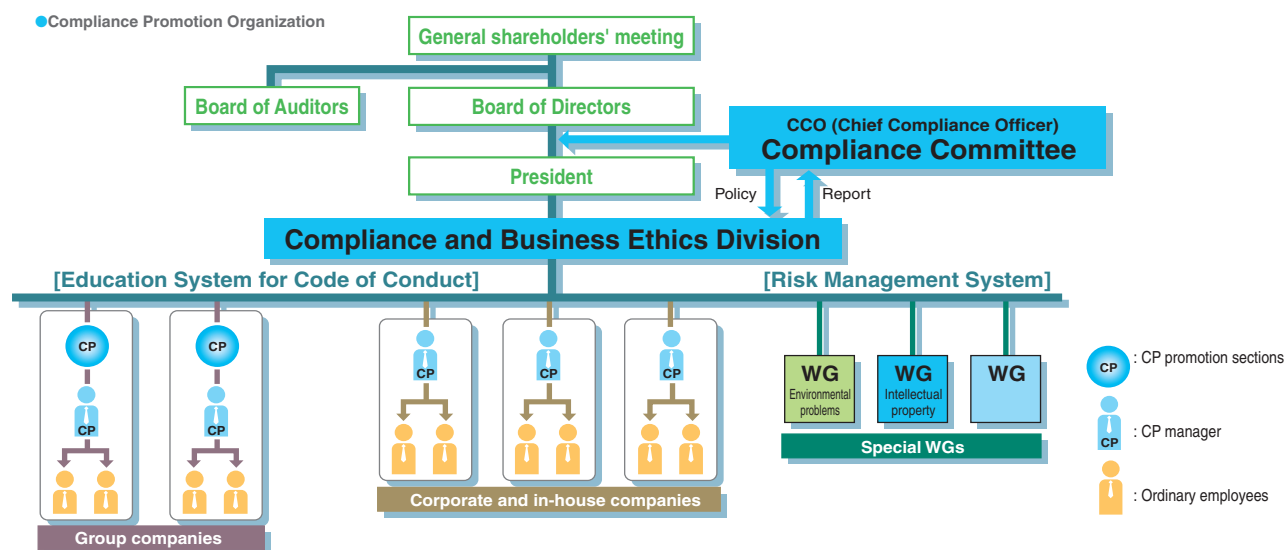 Compliance Promotion Organization
General shareholders' meeting
Board of Auditors
Board of Directors
CCO (Chief Compliance Officer)
Compliance Committee
President
Policy
Report
Compliance and Business Ethics Division
[Education System for Code of Conduct]
[Risk Management System]
CP
CP
CP
CP
CP
CP
CP
WG
Environmental
problems
WG
Intellectual
property
WG
Special WGs
Corporate and in-house companies
Group companies
CP
: CP promotion sections
CP
: CP manager
: Ordinary employees